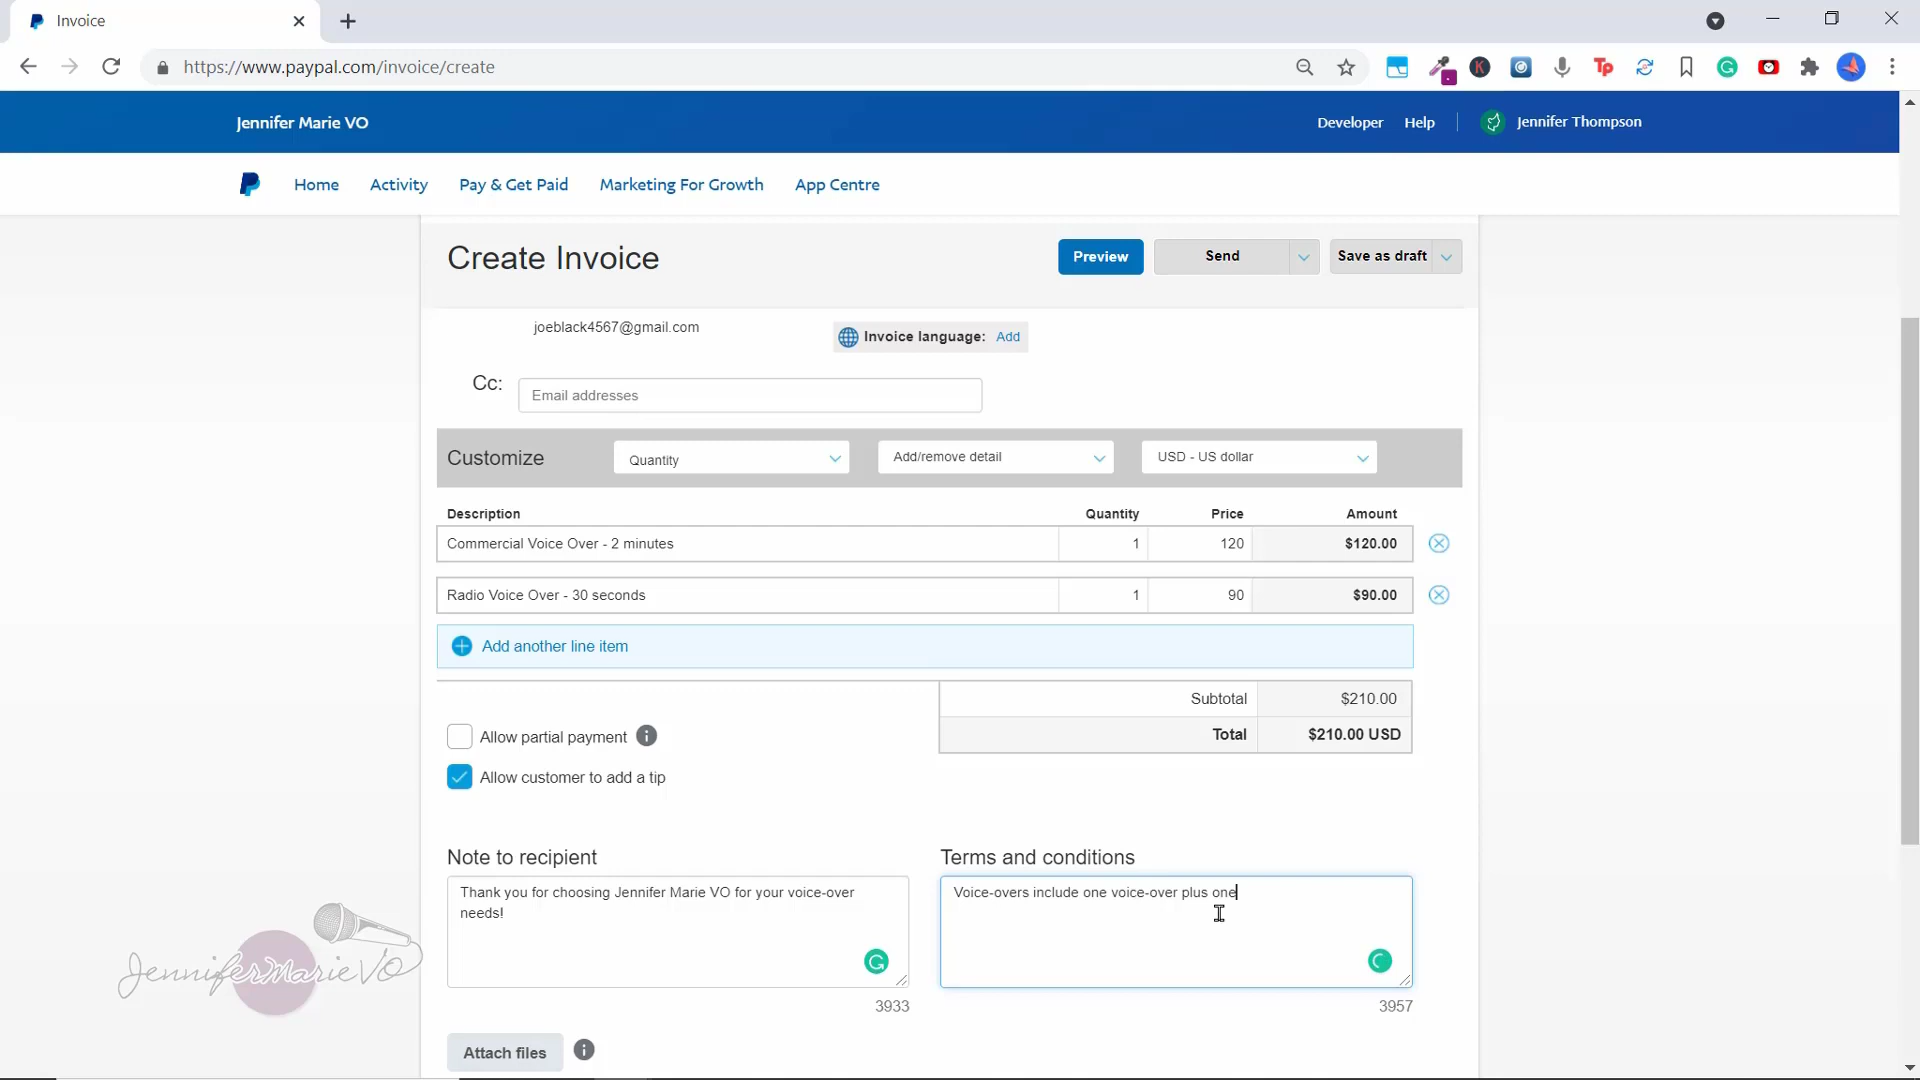 Invoice
https://www.paypal.com/invoice/create
Jennifer Marie VO
Developer Help Jennifer Thompson
Home Activity Pay & Get Paid Marketing For Growth App Centre
Create Invoice
Preview Send Save as draft
joeblack4567@gmail.com
Invoice language: Add
Cc: Email addresses
Customize Quantity Add/remove detail USD - US dollar
Description Quantity Price Amount
Commercial Voice Over - 2 minutes 1 120 $120.00
Radio Voice Over - 30 seconds 1 90 $90.00
Add another line item
Subtotal $210.00
Total $210.00 USD
Allow partial payment
Allow customer to add a tip
Note to recipient
Thank you for choosing Jennifer Marie VO for your voice-over
needs!
3933
Terms and conditions
Voice-overs include one voice-over plus one
3957
Attach files
JenniferMarieVO